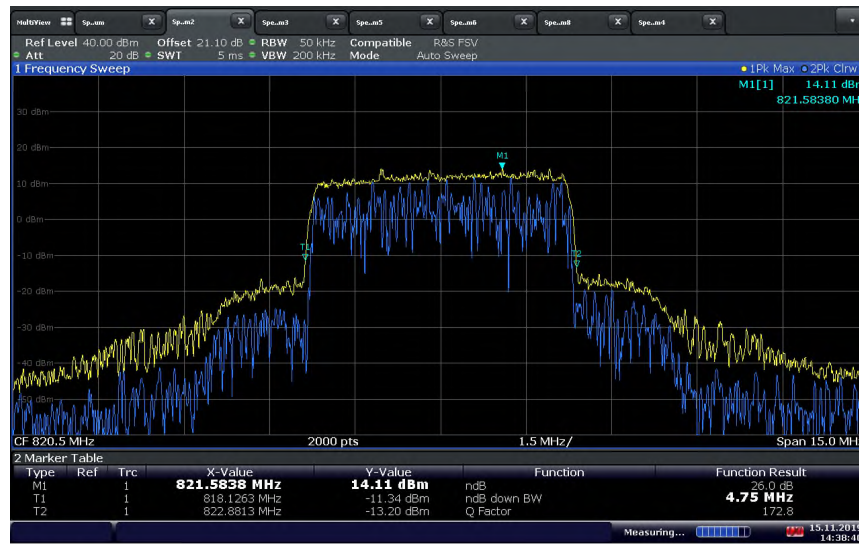 MultiView Sp..um X Sp..m2 X Spe..m3 X Spe..m5 X Spe..m6 X Spe..m8 X Spe..m4 X
Ref Level 40.00 dBm Offset 21.10 dB RBW 50 kHz Compatible R&S FSV
Att 20 dB SWT 5 ms VBW 200 kHz Mode Auto Sweep
1 Frequency Sweep 1Pk Max 2Pk Clrw
M1[1] 14.11 dBm
821.58380 MH
30 dBm
20 dBm
M1
10 dBm
0 dBm
T1
-10 dBm
T2
-20 dBm
-30 dBm
-40 dBm
-50 dBm
CF 820.5 MHz 2000 pts 1.5 MHz/ Span 15.0 MH
2 Marker Table
Type Ref Trc X-Value Y-Value Function Function Result
M1 1 821.5838 MHz 14.11 dBm ndB 26.0 dB
T1 1 818.1263 MHz -11.34 dBm ndB down BW 4.75 MHz
T2 1 822.8813 MHz -13.20 dBm Q Factor 172.8
Measuring... 15.11.2019
14:38:4